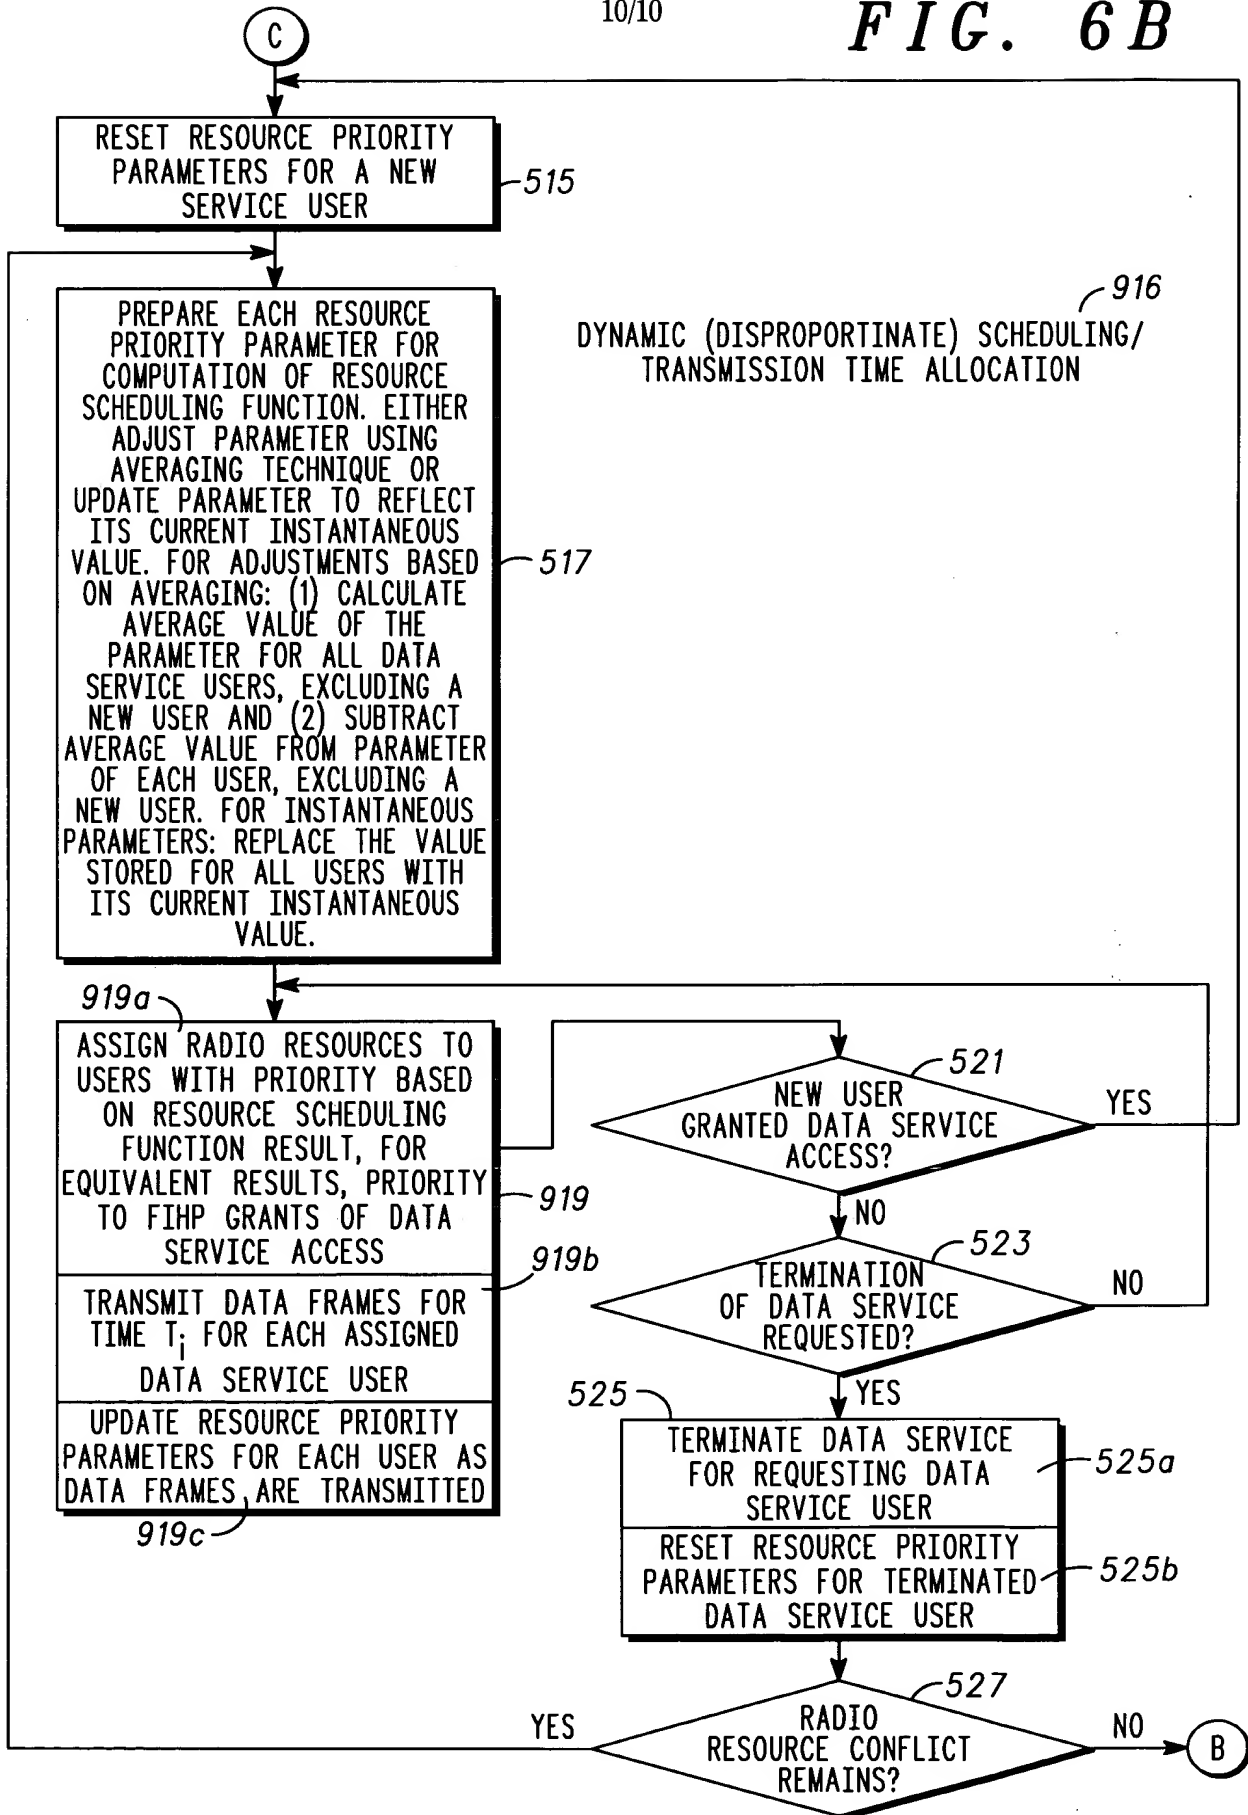 10/10
FIG. 6B
C
RESET RESOURCE PRIORITY
PARAMETERS FOR A NEW
SERVICE USER
515
916
DYNAMIC (DISPROPORTINATE) SCHEDULING/
TRANSMISSION TIME ALLOCATION
PREPARE EACH RESOURCE
PRIORITY PARAMETER FOR
COMPUTATION OF RESOURCE
SCHEDULING FUNCTION. EITHER
ADJUST PARAMETER USING
AVERAGING TECHNIQUE OR
UPDATE PARAMETER TO REFLECT
ITS CURRENT INSTANTANEOUS
VALUE. FOR ADJUSTMENTS BASED
ON AVERAGING: (1) CALCULATE
AVERAGE VALUE OF THE
PARAMETER FOR ALL DATA
SERVICE USERS, EXCLUDING A
NEW USER AND (2) SUBTRACT
AVERAGE VALUE FROM PARAMETER
OF EACH USER, EXCLUDING A
NEW USER. FOR INSTANTANEOUS
PARAMETERS: REPLACE THE VALUE
STORED FOR ALL USERS WITH
ITS CURRENT INSTANTANEOUS
VALUE.
517
919a
ASSIGN RADIO RESOURCES TO
USERS WITH PRIORITY BASED
ON RESOURCE SCHEDULING
FUNCTION RESULT, FOR
EQUIVALENT RESULTS, PRIORITY
TO FIHP GRANTS OF DATA
SERVICE ACCESS
919
919b
TRANSMIT DATA FRAMES FOR
TIME Ti FOR EACH ASSIGNED
DATA SERVICE USER
UPDATE RESOURCE PRIORITY
PARAMETERS FOR EACH USER AS
DATA FRAMES ARE TRANSMITTED
919c
521
NEW USER
GRANTED DATA SERVICE
ACCESS?
YES
NO
523
TERMINATION
OF DATA SERVICE
REQUESTED?
NO
YES
525
TERMINATE DATA SERVICE
FOR REQUESTING DATA
SERVICE USER
525a
RESET RESOURCE PRIORITY
PARAMETERS FOR TERMINATED
DATA SERVICE USER
525b
527
RADIO
RESOURCE CONFLICT
REMAINS?
YES
NO
B